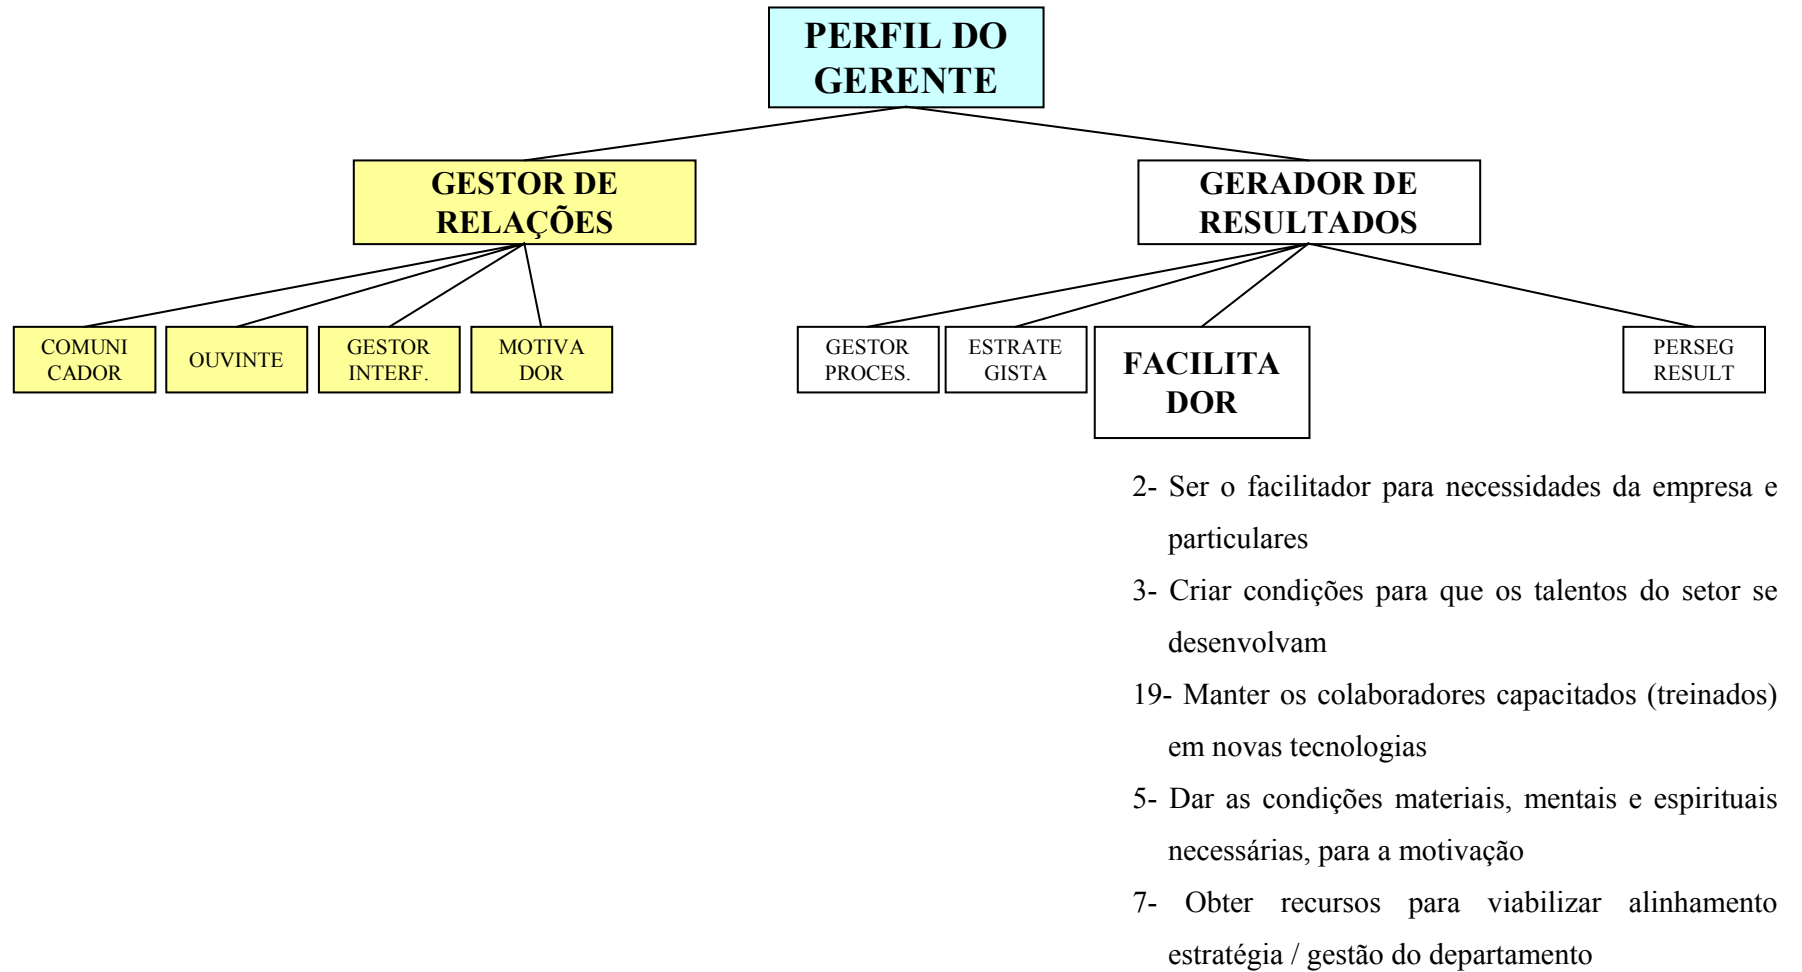 PERFIL DO
GERENTE
GESTOR DE
RELAÇÕES
GERADOR DE
RESULTADOS
COMUNI
CADOR
OUVINTE
GESTOR
INTERF.
MOTIVA
DOR
GESTOR
PROCES.
ESTRATE
GISTA
FACILITA
DOR
PERSEG
RESULT
2- Ser o facilitador para necessidades da empresa e
particulares
3- Criar condições para que os talentos do setor se
desenvolvam
19- Manter os colaboradores capacitados (treinados)
em novas tecnologias
5- Dar as condições materiais, mentais e espirituais
necessárias, para a motivação
7- Obter recursos para viabilizar alinhamento
estratégia / gestão do departamento